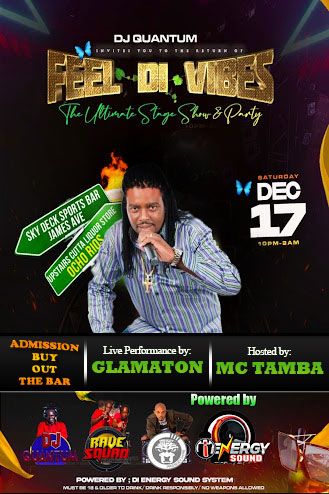 DJ QUANTUM
INVITES YOU TO THE RETURN OF
FEEL DI VIBES
The Ultimate Stage Show & Party
SKY DECK SPORTS BAR
JAMES AVE
UPSTAIRS COTTA LIQUOR STORE
OCHO RIOS
SATURDAY
DEC
17
10PM-2AM
ADMISSION
BUY
OUT
THE BAR
Live Performance by:
GLAMATON
Hosted by:
MC TAMBA
Powered by
DJ
RAVE
SQUAD
ENERGY
SOUND
POWERED BY ; DI ENERGY SOUND SYSTEM
MUST BE 18 & OLDER TO DRINK / DRINK RESPONSIBLY / NO WEAPONS ALLOWED